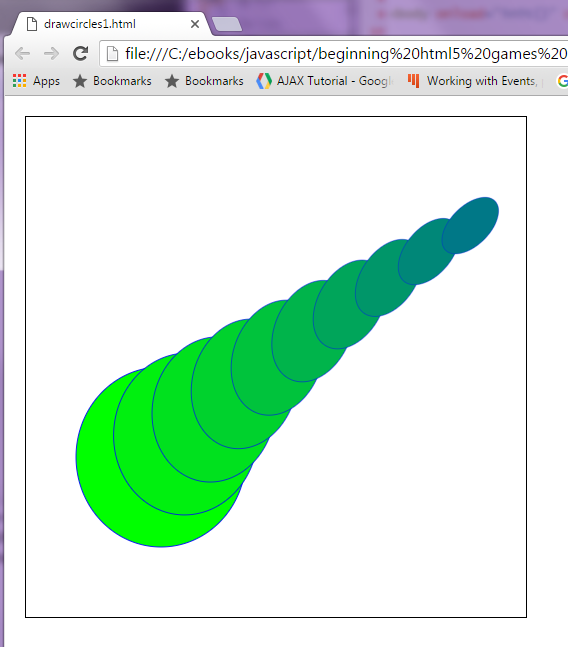 drawcircles1.html
file:///C:/ebooks/javascript/beginning%20html5%20games%20
Apps Bookmarks Bookmarks AJAX Tutorial - Googl Working with Events,